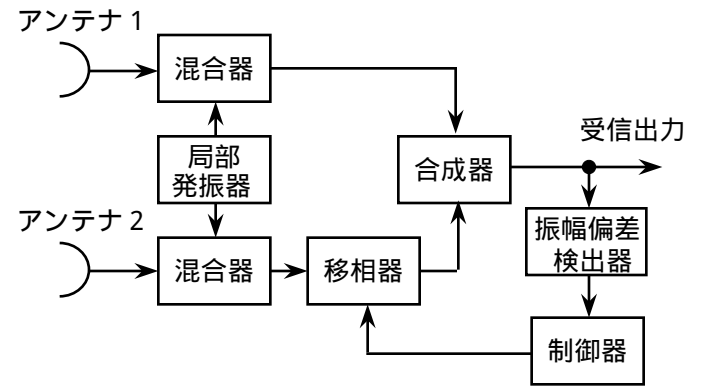 アンテナ 1
混合器
局部
発振器
合成器
受信出力
アンテナ 2
混合器
移相器
振幅偏差
検出器
制御器